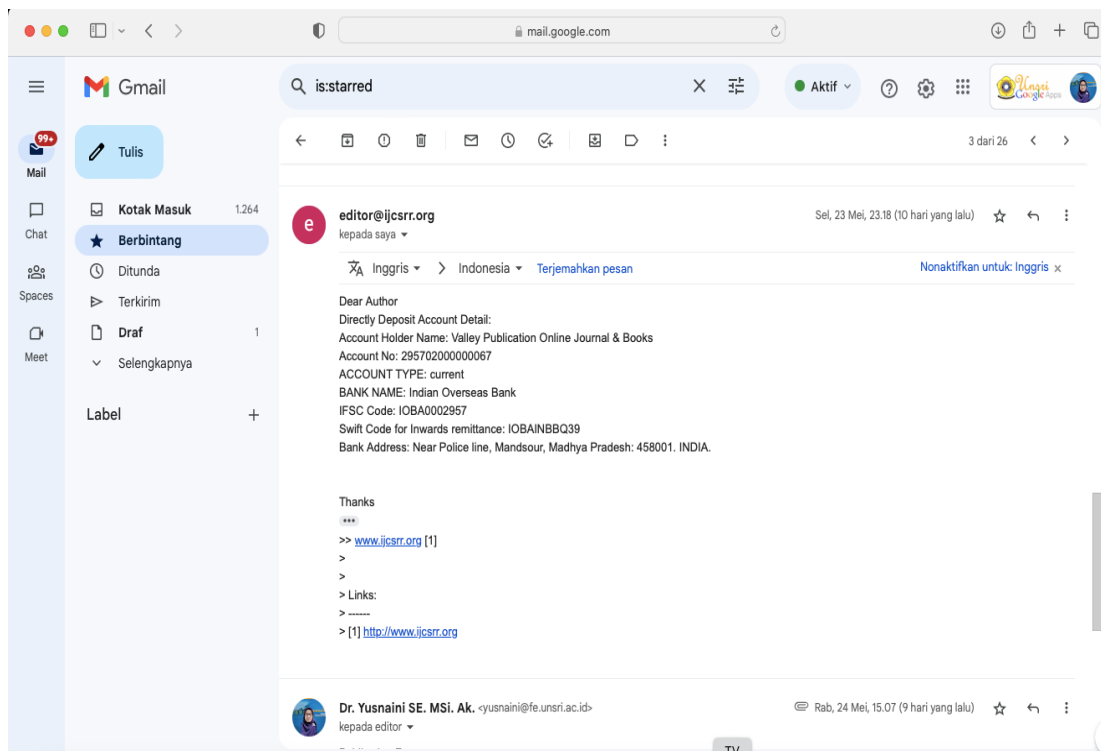 mail.google.com
Gmail
is:starred
Aktif
Unsri
Google Apps
99+
Mail
Chat
Spaces
Meet
Tulis
Kotak Masuk 1.264
Berbintang
Ditunda
Terkirim
Draf 1
Selengkapnya
Label
3 dari 26
e
editor@ijcsrr.org
Sel, 23 Mei, 23.18 (10 hari yang lalu)
kepada saya
Inggris > Indonesia Terjemahkan pesan
Nonaktifkan untuk: Inggris x
Dear Author
Directly Deposit Account Detail:
Account Holder Name: Valley Publication Online Journal & Books
Account No: 295702000000067
ACCOUNT TYPE: current
BANK NAME: Indian Overseas Bank
IFSC Code: IOBA0002957
Swift Code for Inwards remittance: IOBAINBBQ39
Bank Address: Near Police line, Mandsour, Madhya Pradesh: 458001. INDIA.
Thanks
•••
>> www.ijcsrr.org [1]
>
>
> Links:
> ------
> [1] http://www.ijcsrr.org
Dr. Yusnaini SE. MSi. Ak. <yusnaini@fe.unsri.ac.id>
Rab, 24 Mei, 15.07 (9 hari yang lalu)
kepada editor